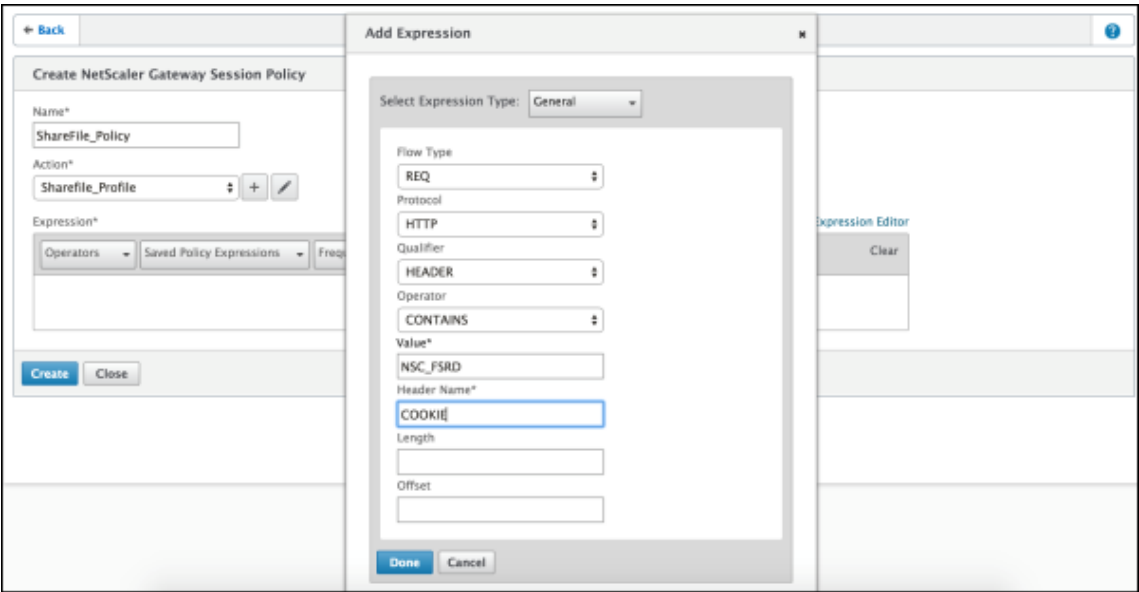 ← Back
?
Create NetScaler Gateway Session Policy
Name*
ShareFile_Policy
Action*
Sharefile_Profile
+
Expression*
Expression Editor
Operators
Saved Policy Expressions
Frequ
Clear
Create
Close
Add Expression
Select Expression Type: General
Flow Type
REQ
Protocol
HTTP
Qualifier
HEADER
Operator
CONTAINS
Value*
NSC_FSRD
Header Name*
COOKIE
Length
Offset
Done
Cancel